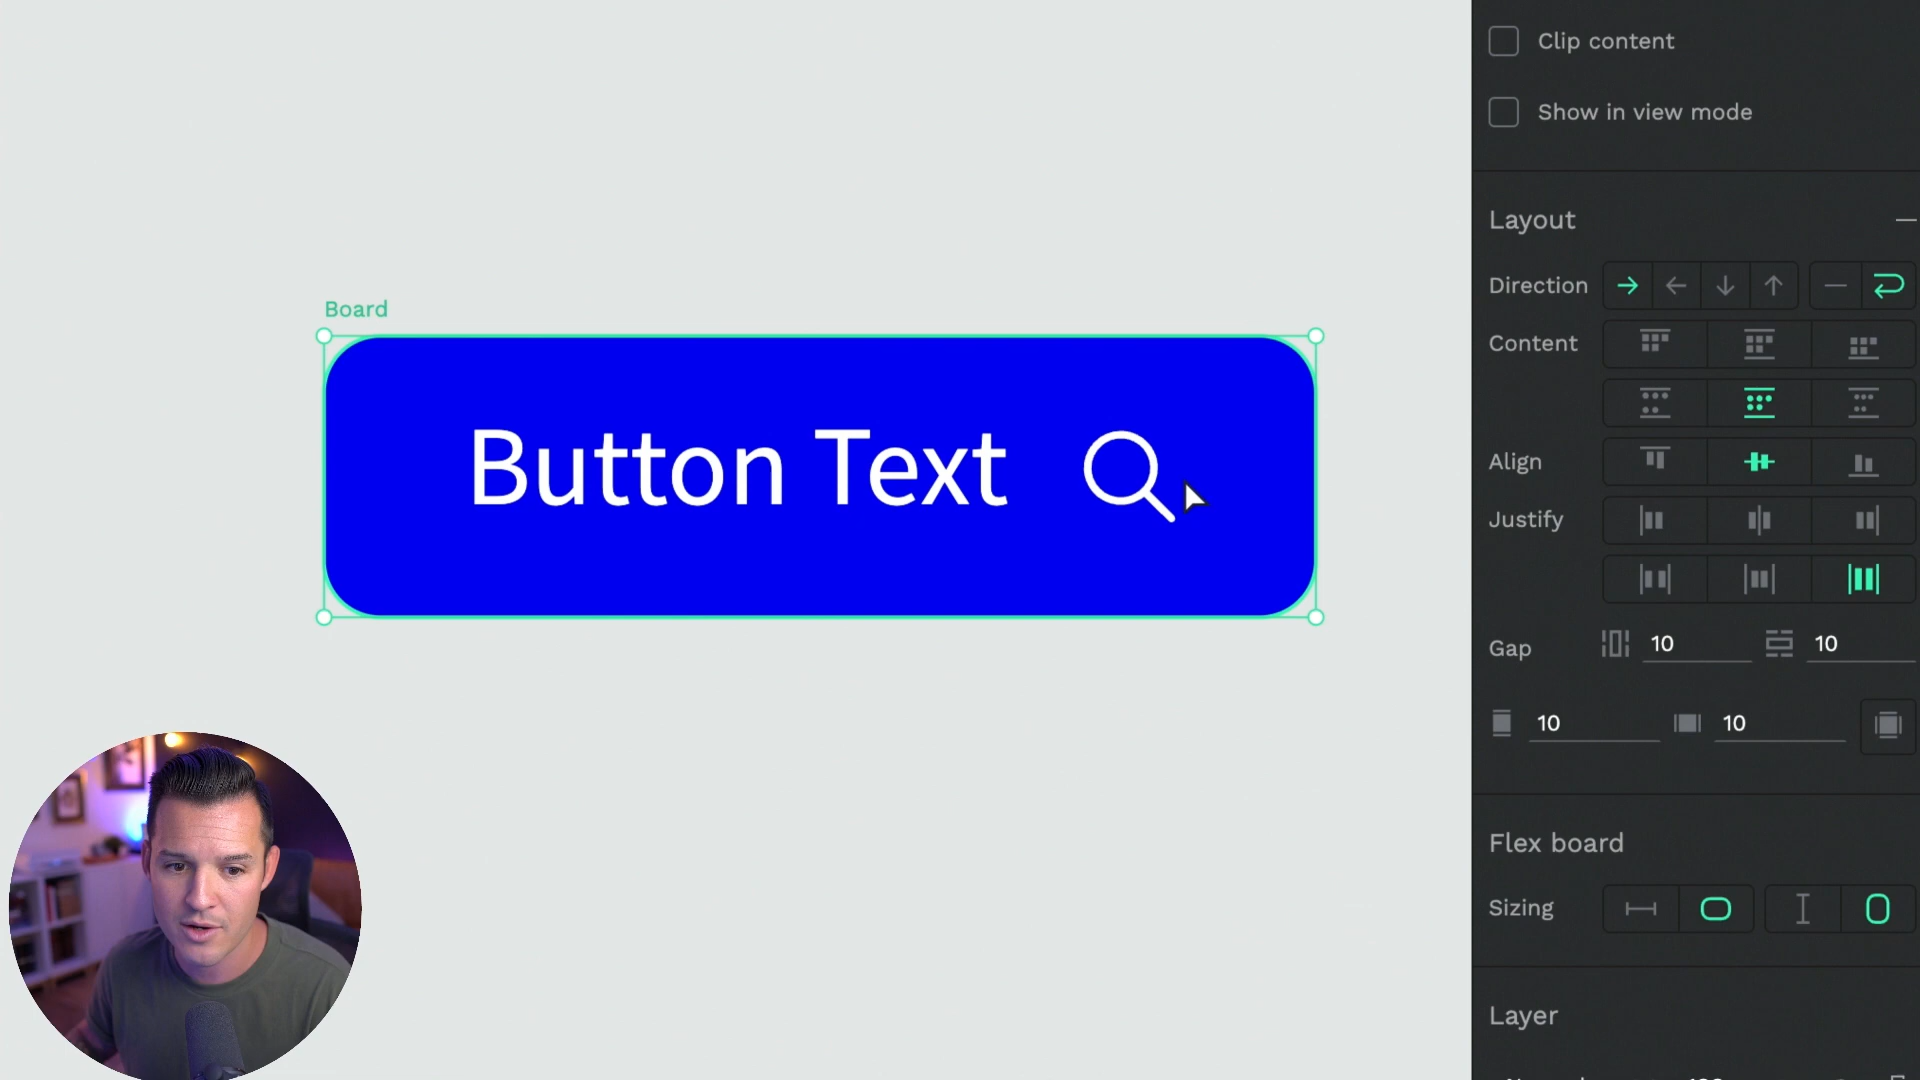 Clip content
Show in view mode
Layout
Direction
Board
Content
Button Text
Align
Justify
Gap 10 10
10 10
Flex board
Sizing
Layer